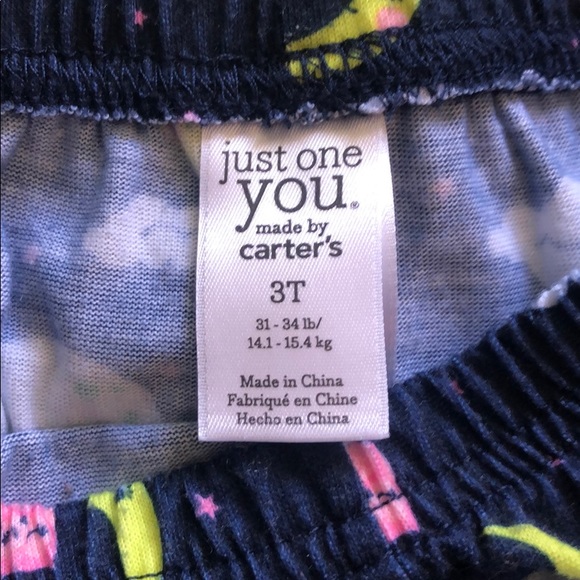 just one
you®
made by
carter's
3T
31 - 34 lb/
14.1 - 15.4 kg
Made in China
Fabriqué en Chine
Hecho en China